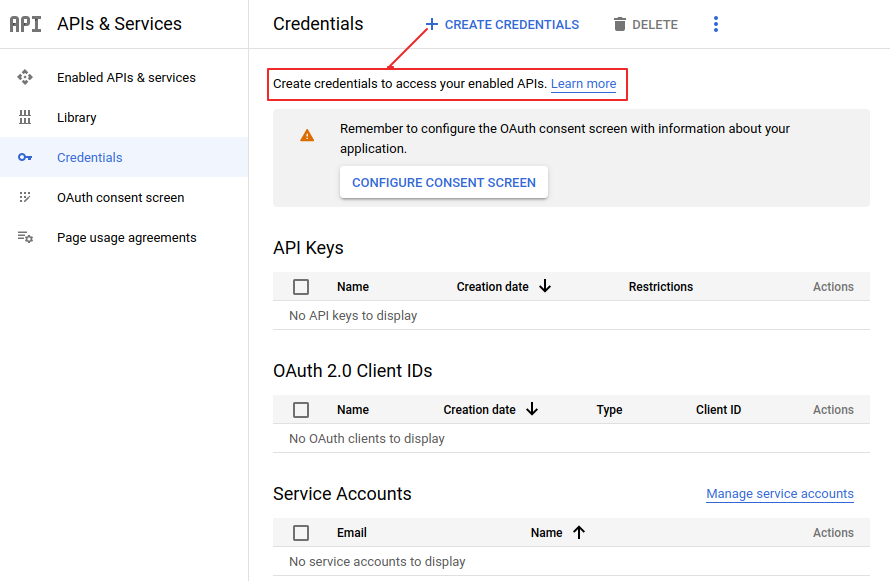 API APIs & Services
Enabled APIs & services
Library
Credentials
OAuth consent screen
Page usage agreements
Credentials
CREATE CREDENTIALS
DELETE
Create credentials to access your enabled APIs. Learn more
Remember to configure the OAuth consent screen with information about your
application.
CONFIGURE CONSENT SCREEN
API Keys
Name Creation date Restrictions Actions
No API keys to display
OAuth 2.0 Client IDs
Name Creation date Type Client ID Actions
No OAuth clients to display
Service Accounts
Manage service accounts
Email Name Actions
No service accounts to display